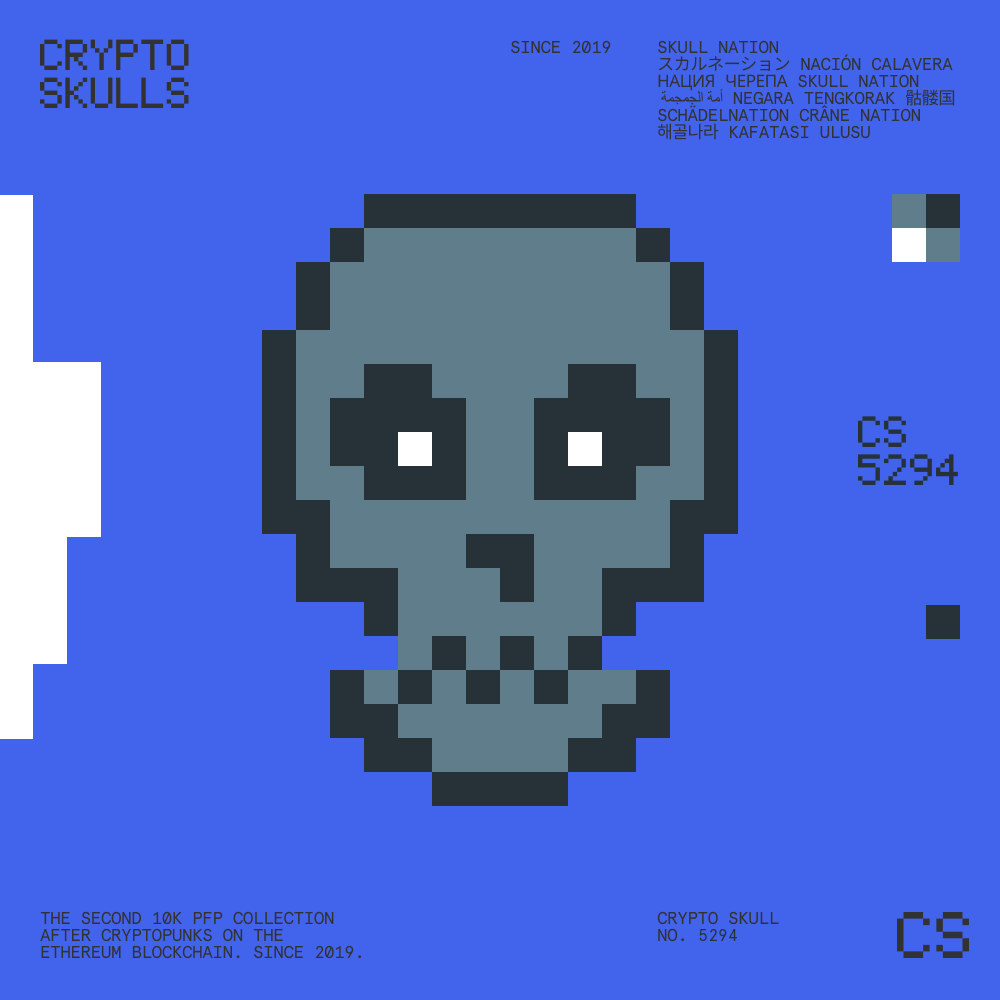 CRYPTO
SKULLS
SINCE 2019
SKULL NATION
スカルネーション NACIÓN CALAVERA
НАЦИЯ ЧЕРЕПА SKULL NATION
أمة الجمجمة NEGARA TENGKORAK 骷髅国
SCHÄDELNATION CRÂNE NATION
해골나라 KAFATASI ULUSU
CS
5294
THE SECOND 10K PFP COLLECTION
AFTER CRYPTOPUNKS ON THE
ETHEREUM BLOCKCHAIN. SINCE 2019.
CRYPTO SKULL
NO. 5294
CS